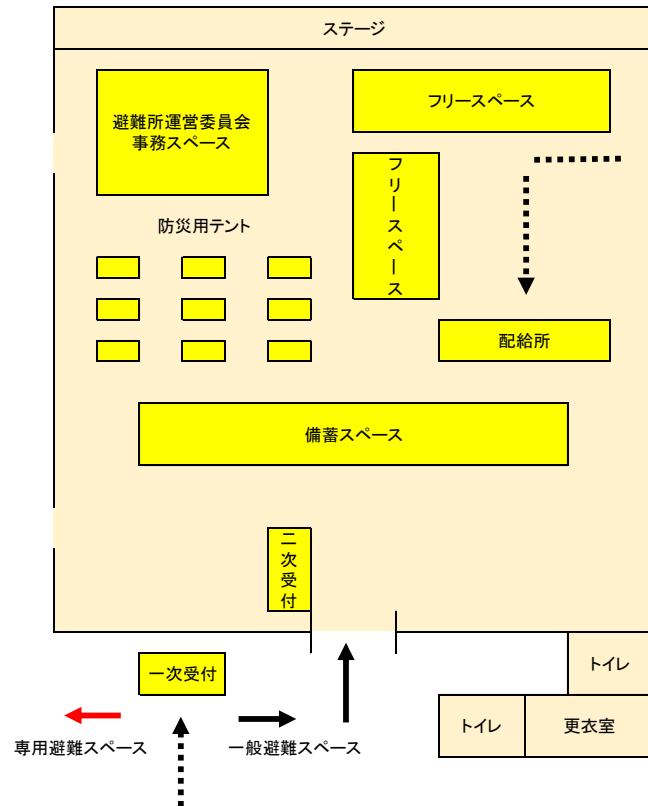 ステージ
避難所運営委員会
事務スペース
フリースペース
フリースペース
防災用テント
配給所
備蓄スペース
二次受付
一次受付
トイレ
専用避難スペース
一般避難スペース
トイレ
更衣室